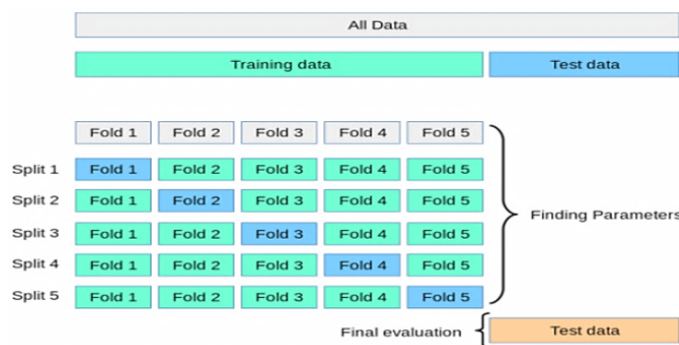 All Data
Training data Test data
Fold 1 Fold 2 Fold 3 Fold 4 Fold 5
Split 1 Fold 1 Fold 2 Fold 3 Fold 4 Fold 5
Split 2 Fold 1 Fold 2 Fold 3 Fold 4 Fold 5
Finding Parameters
Split 3 Fold 1 Fold 2 Fold 3 Fold 4 Fold 5
Split 4 Fold 1 Fold 2 Fold 3 Fold 4 Fold 5
Split 5 Fold 1 Fold 2 Fold 3 Fold 4 Fold 5
Final evaluation Test data